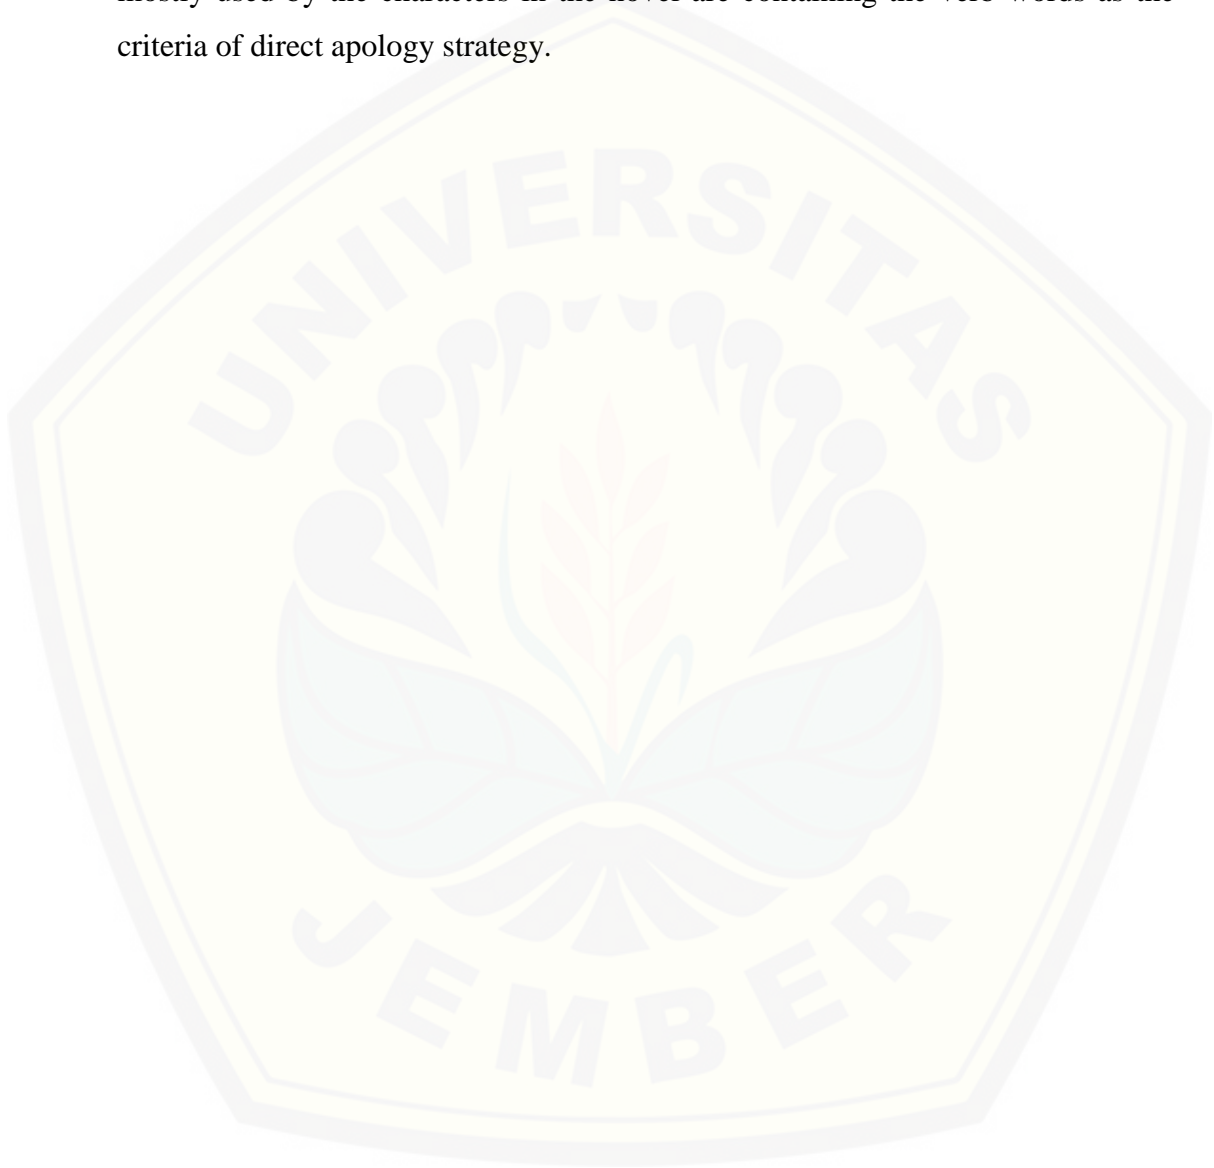 mostly used by the characters in the novel are containing the verb words as the
criteria of direct apology strategy.
UNIVERSITAS
JEMBER